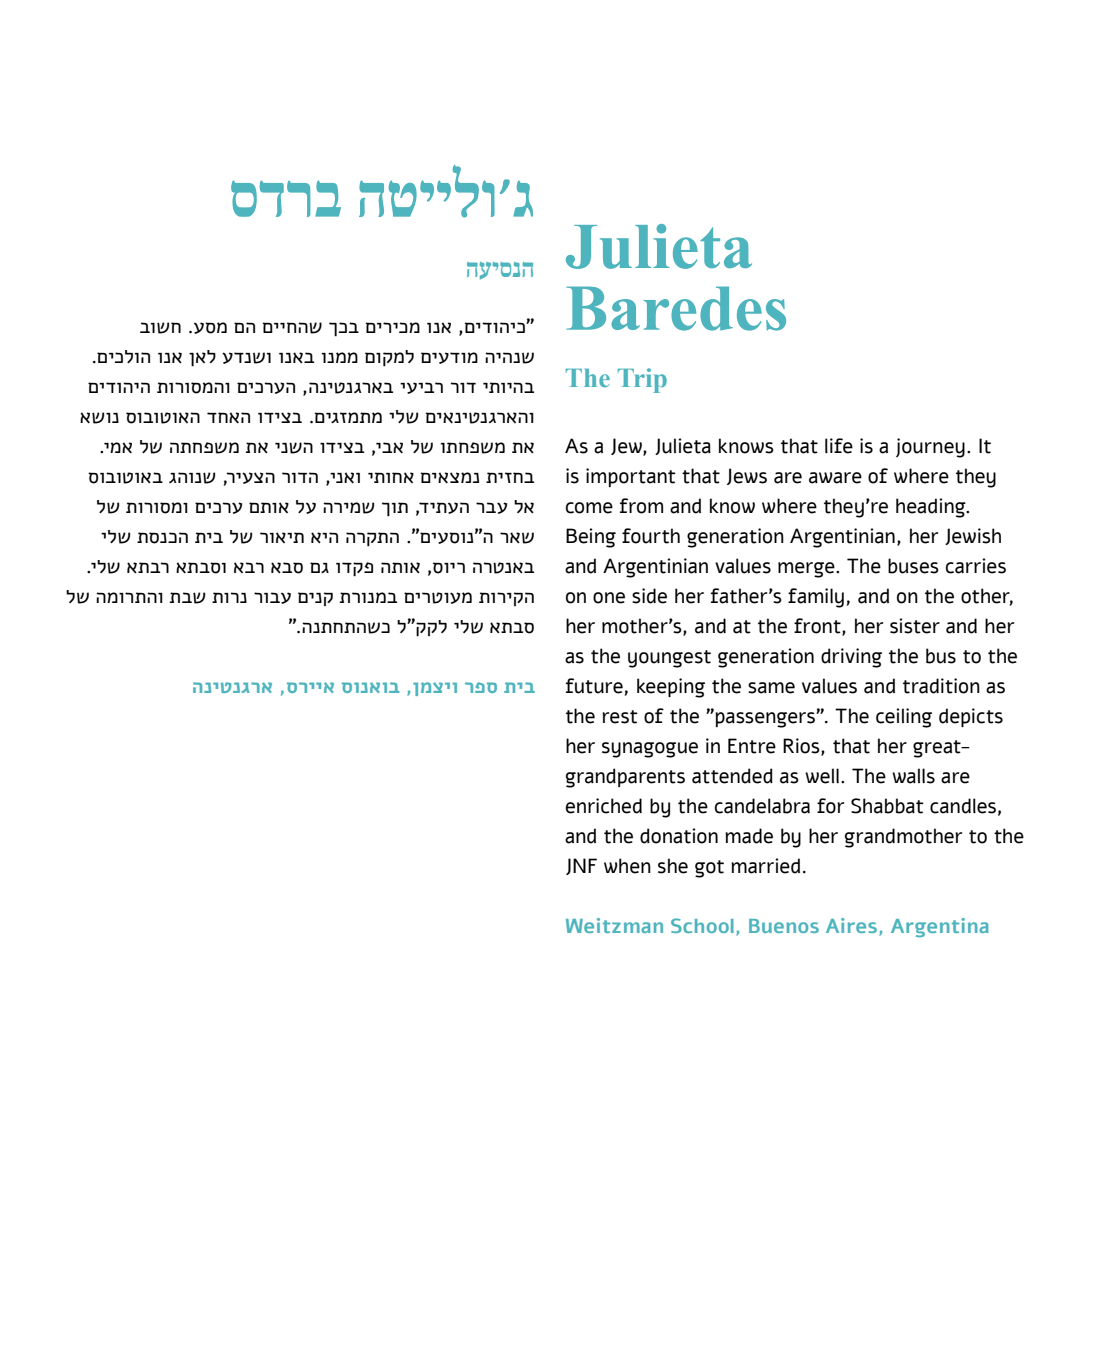 ג'ולייטה ברדס
הנסיעה
"כיהודים, אנו מכירים בכך שהחיים הם מסע. חשוב
שנהיה מודעים למקום ממנו באנו ושנדע לאן אנו הולכים.
בהיותי דור רביעי בארגנטינה, הערכים והמסורות היהודים
והארגנטינאים שלי מתמזגים. בצידו האחד האוטובוס נושא
את משפחתו של אבי, בצידו השני את משפחתה של אמי.
בחזית נמצאים אחותי ואני, הדור הצעיר, שנוהג באוטובוס
אל עבר העתיד, תוך שמירה על אותם ערכים ומסורות של
שאר ה"נוסעים". התקרה היא תיאור של בית הכנסת שלי
באנטרה ריוס, אותה פקדו גם סבא רבא וסבתא רבתא שלי.
הקירות מעוטרים במנורת קנים עבור נרות שבת והתרומה של
סבתא שלי לקק"ל כשהתחתנה."
בית ספר ויצמן, בואנוס איירס, ארגנטינה
Julieta
Baredes
The Trip
As a Jew, Julieta knows that life is a journey. It
is important that Jews are aware of where they
come from and know where they're heading.
Being fourth generation Argentinian, her Jewish
and Argentinian values merge. The buses carries
on one side her father's family, and on the other,
her mother's, and at the front, her sister and her
as the youngest generation driving the bus to the
future, keeping the same values and tradition as
the rest of the "passengers". The ceiling depicts
her synagogue in Entre Rios, that her great-
grandparents attended as well. The walls are
enriched by the candelabra for Shabbat candles,
and the donation made by her grandmother to the
JNF when she got married.
Weitzman School, Buenos Aires, Argentina